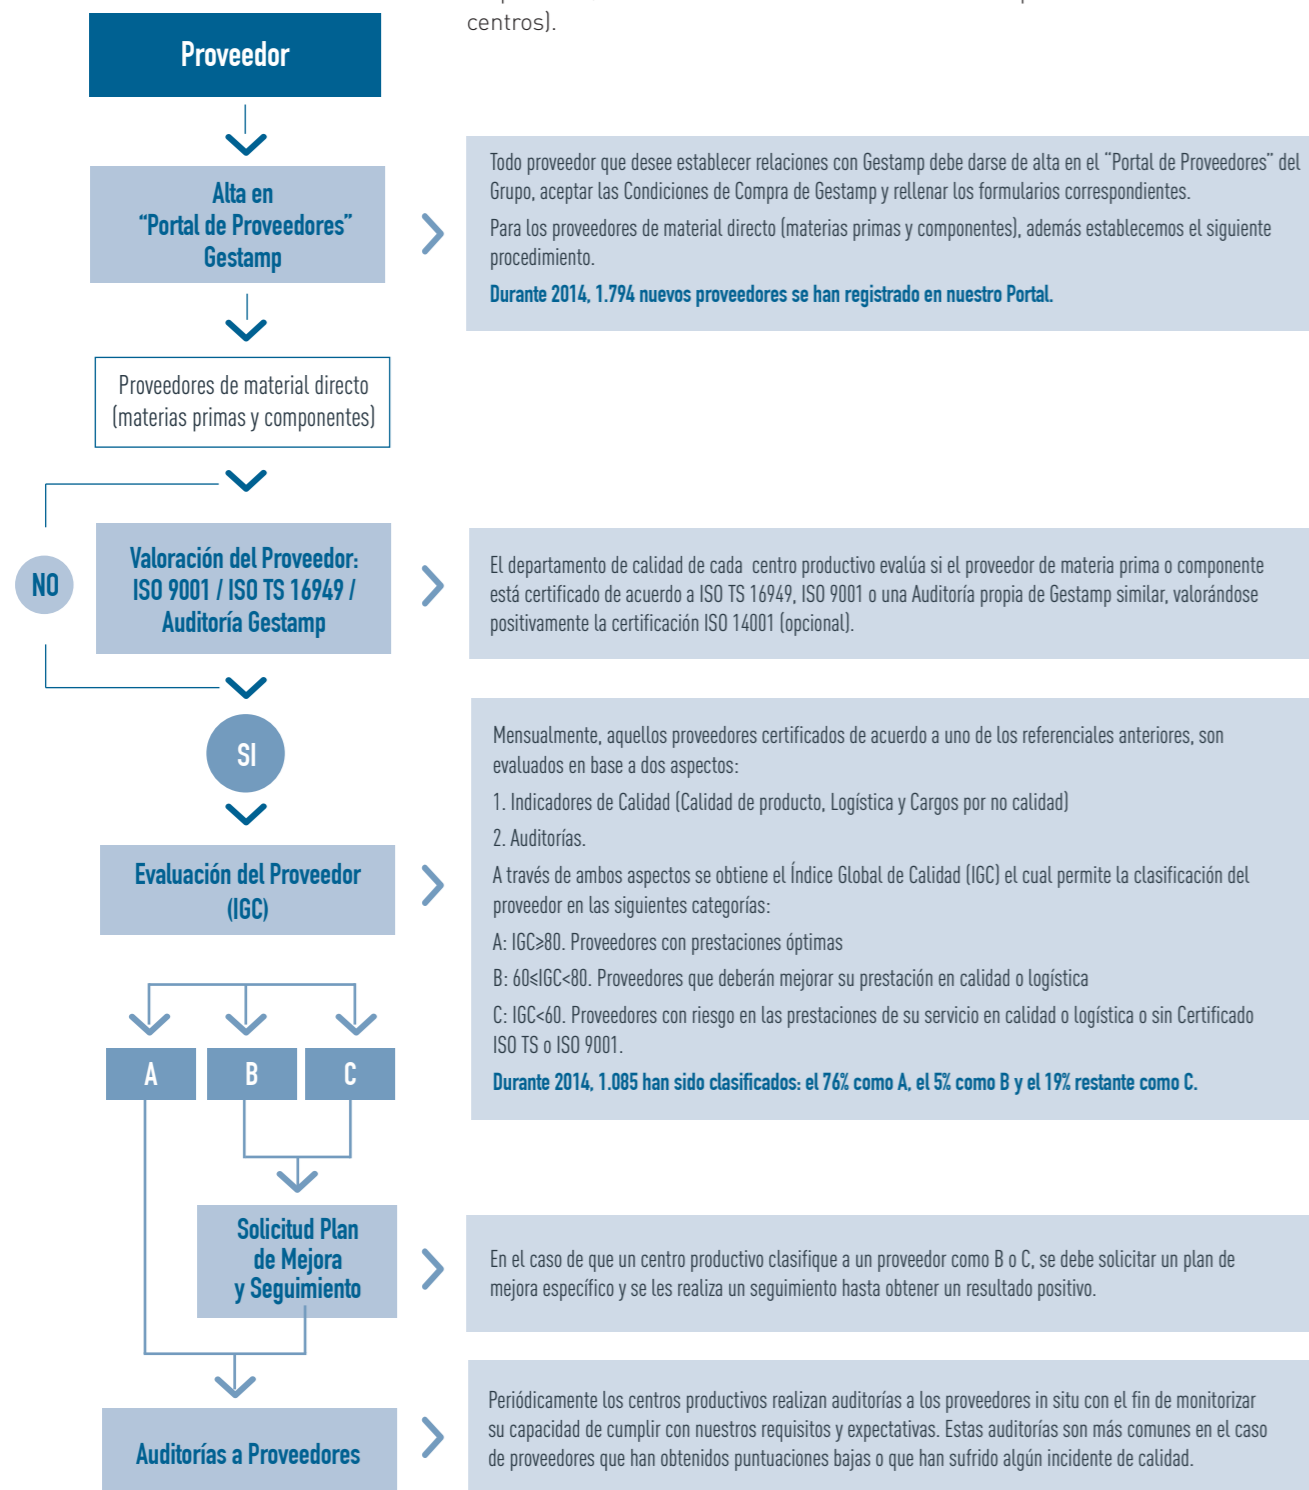 centros).
Proveedor
Alta en
“Portal de Proveedores”
Gestamp
Todo proveedor que desee establecer relaciones con Gestamp debe darse de alta en el “Portal de Proveedores” del
Grupo, aceptar las Condiciones de Compra de Gestamp y rellenar los formularios correspondientes.
Para los proveedores de material directo (materias primas y componentes), además establecemos el siguiente
procedimiento.
Durante 2014, 1.794 nuevos proveedores se han registrado en nuestro Portal.
Proveedores de material directo
(materias primas y componentes)
NO
Valoración del Proveedor:
ISO 9001 / ISO TS 16949 /
Auditoría Gestamp
El departamento de calidad de cada centro productivo evalúa si el proveedor de materia prima o componente
está certificado de acuerdo a ISO TS 16949, ISO 9001 o una Auditoría propia de Gestamp similar, valorándose
positivamente la certificación ISO 14001 (opcional).
SI
Evaluación del Proveedor
(IGC)
Mensualmente, aquellos proveedores certificados de acuerdo a uno de los referenciales anteriores, son
evaluados en base a dos aspectos:
1. Indicadores de Calidad (Calidad de producto, Logística y Cargos por no calidad)
2. Auditorías.
A través de ambos aspectos se obtiene el Índice Global de Calidad (IGC) el cual permite la clasificación del
proveedor en las siguientes categorías:
A: IGC≥80. Proveedores con prestaciones óptimas
B: 60≤IGC<80. Proveedores que deberán mejorar su prestación en calidad o logística
C: IGC<60. Proveedores con riesgo en las prestaciones de su servicio en calidad o logística o sin Certificado
ISO TS o ISO 9001.
Durante 2014, 1.085 han sido clasificados: el 76% como A, el 5% como B y el 19% restante como C.
A
B
C
Solicitud Plan
de Mejora
y Seguimiento
En el caso de que un centro productivo clasifique a un proveedor como B o C, se debe solicitar un plan de
mejora específico y se les realiza un seguimiento hasta obtener un resultado positivo.
Auditorías a Proveedores
Periódicamente los centros productivos realizan auditorías a los proveedores in situ con el fin de monitorizar
su capacidad de cumplir con nuestros requisitos y expectativas. Estas auditorías son más comunes en el caso
de proveedores que han obtenidos puntuaciones bajas o que han sufrido algún incidente de calidad.